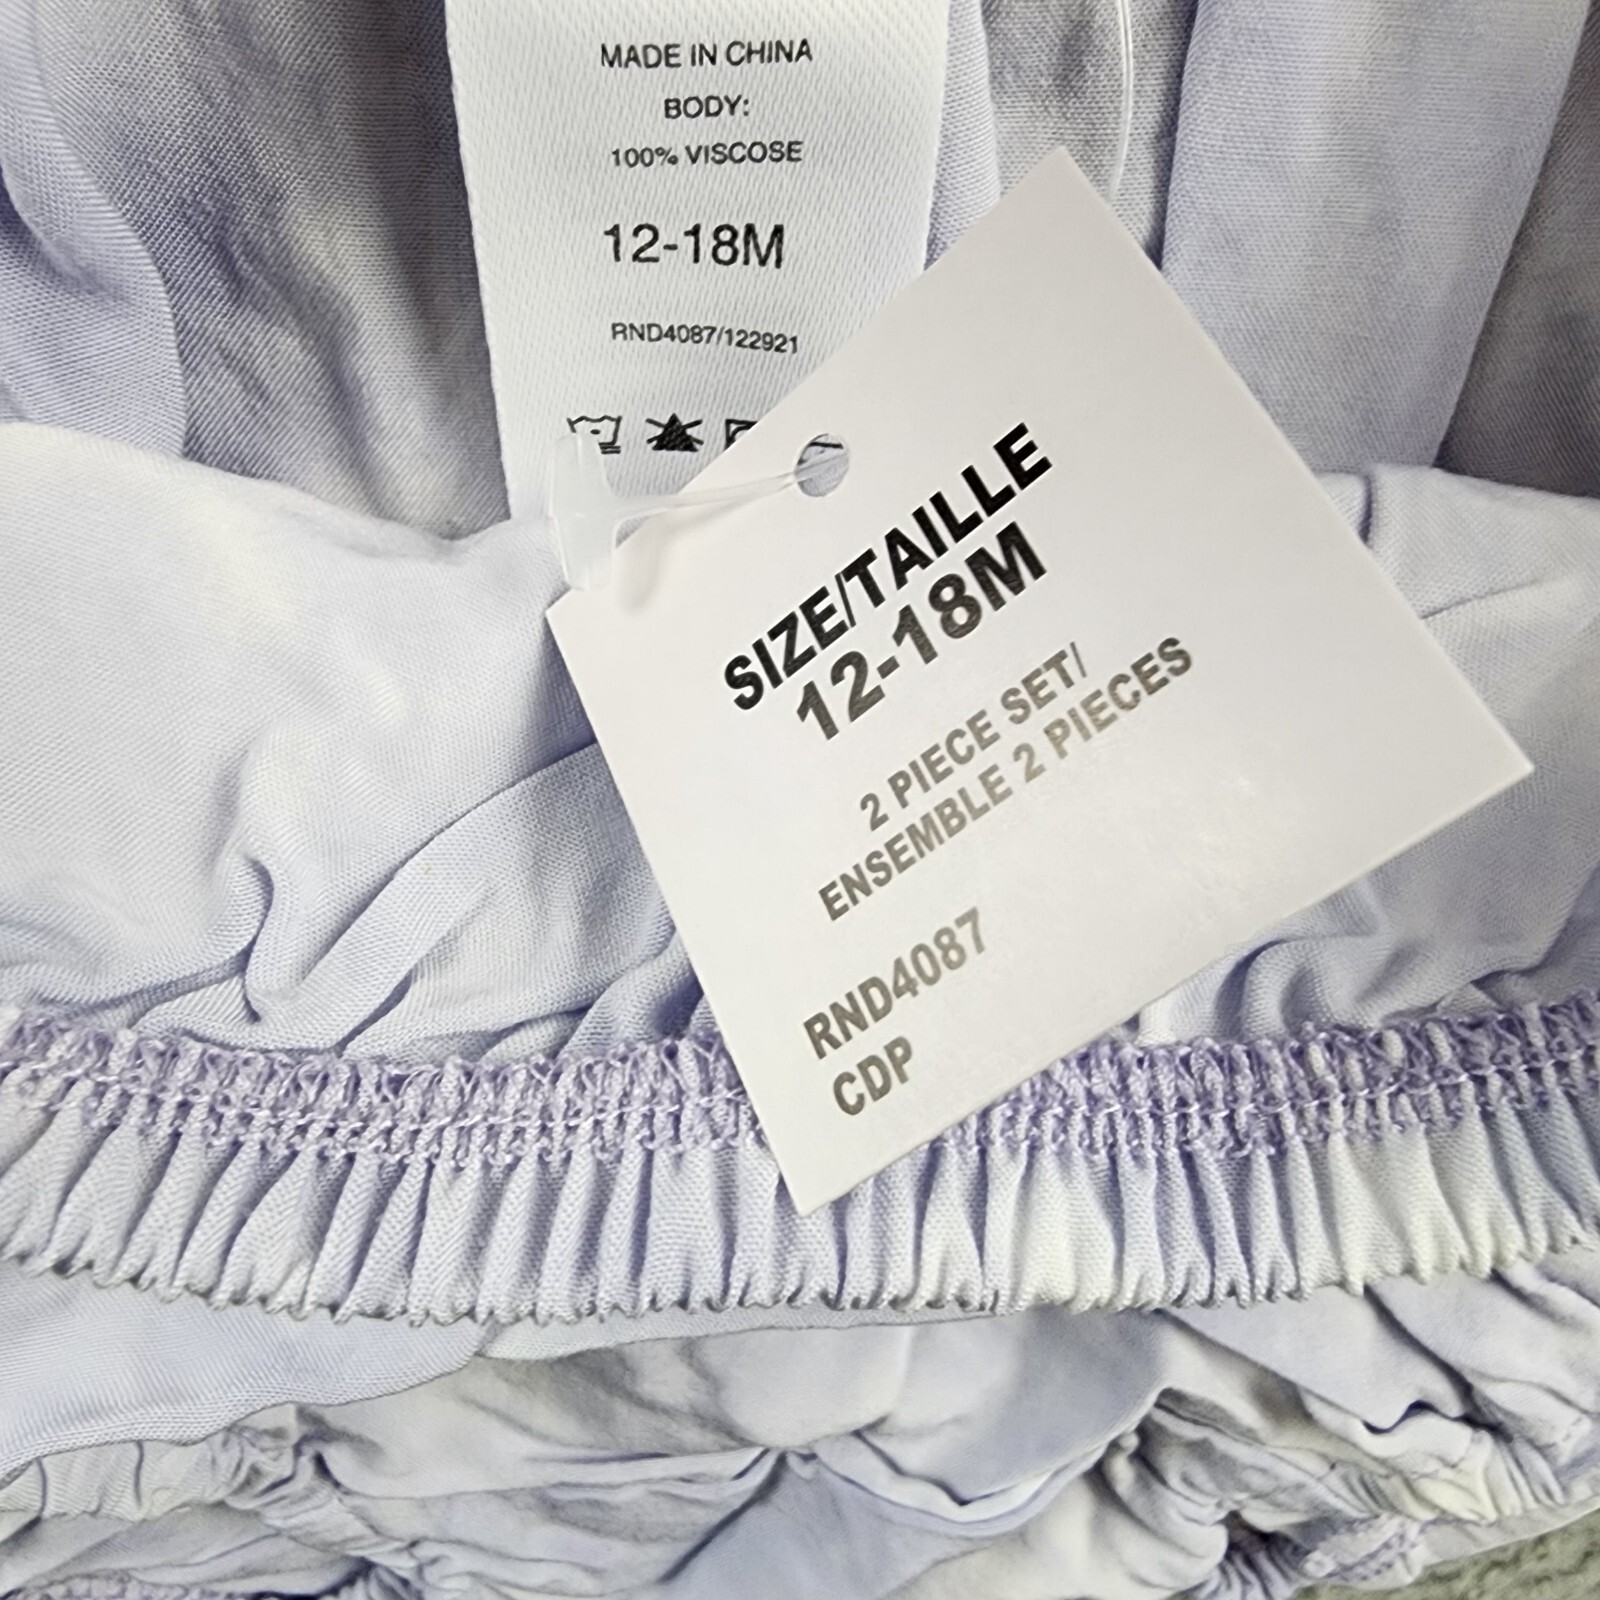 MADE IN CHINA
BODY:
100% VISCOSE
12-18M
RND4087/122921
SIZE/TAILLE
12-18M
2 PIECE SET/
ENSEMBLE 2 PIECES
RND4087
CDP